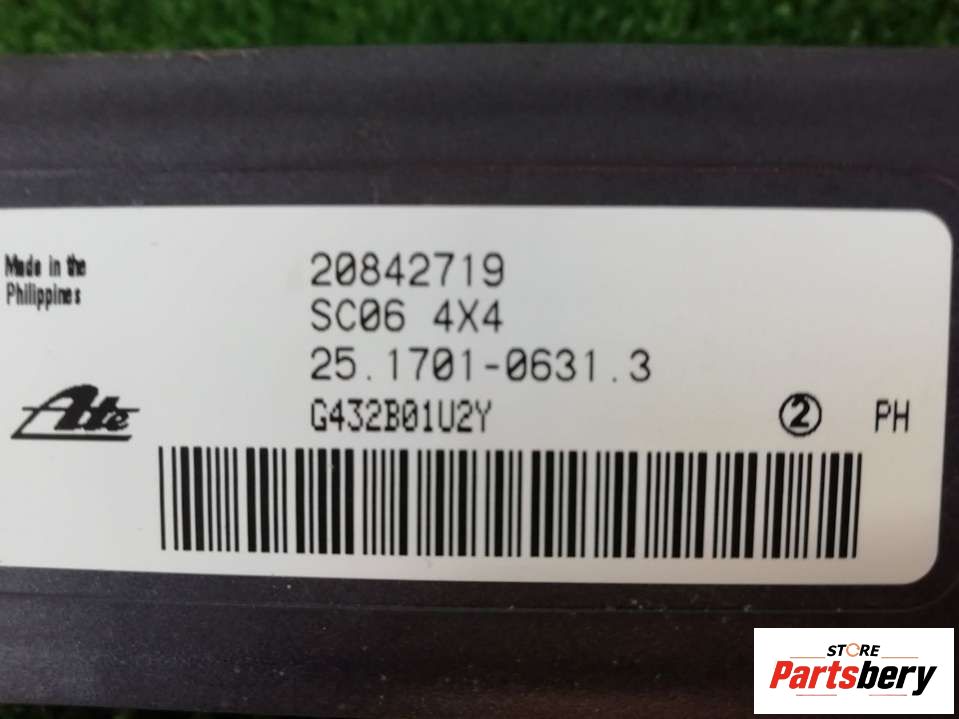 Made in the
Philippines
20842719
SC06 4X4
25.1701-0631.3
Ate
G432B01U2Y
2 PH
STORE
Partsbery